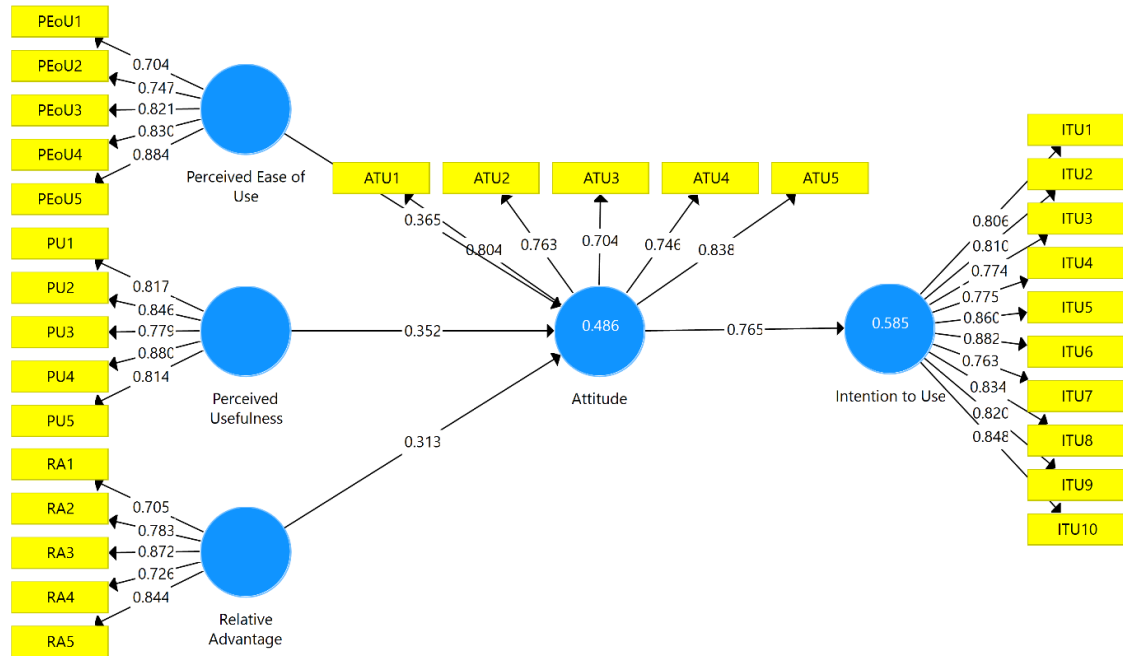 PEoU1
PEoU2
PEoU3
PEoU4
PEoU5
0.704
0.747
0.821
0.830
0.884
Perceived Ease of
Use
PU1
PU2
PU3
PU4
PU5
0.817
0.846
0.779
0.880
0.814
Perceived
Usefulness
RA1
RA2
RA3
RA4
RA5
0.705
0.783
0.872
0.726
0.844
Relative
Advantage
0.365
0.352
0.313
ATU1
ATU2
ATU3
ATU4
ATU5
0.804
0.763
0.704
0.746
0.838
0.486
Attitude
0.765
0.585
Intention to Use
0.806
0.810
0.774
0.775
0.860
0.882
0.763
0.834
0.820
0.848
ITU1
ITU2
ITU3
ITU4
ITU5
ITU6
ITU7
ITU8
ITU9
ITU10